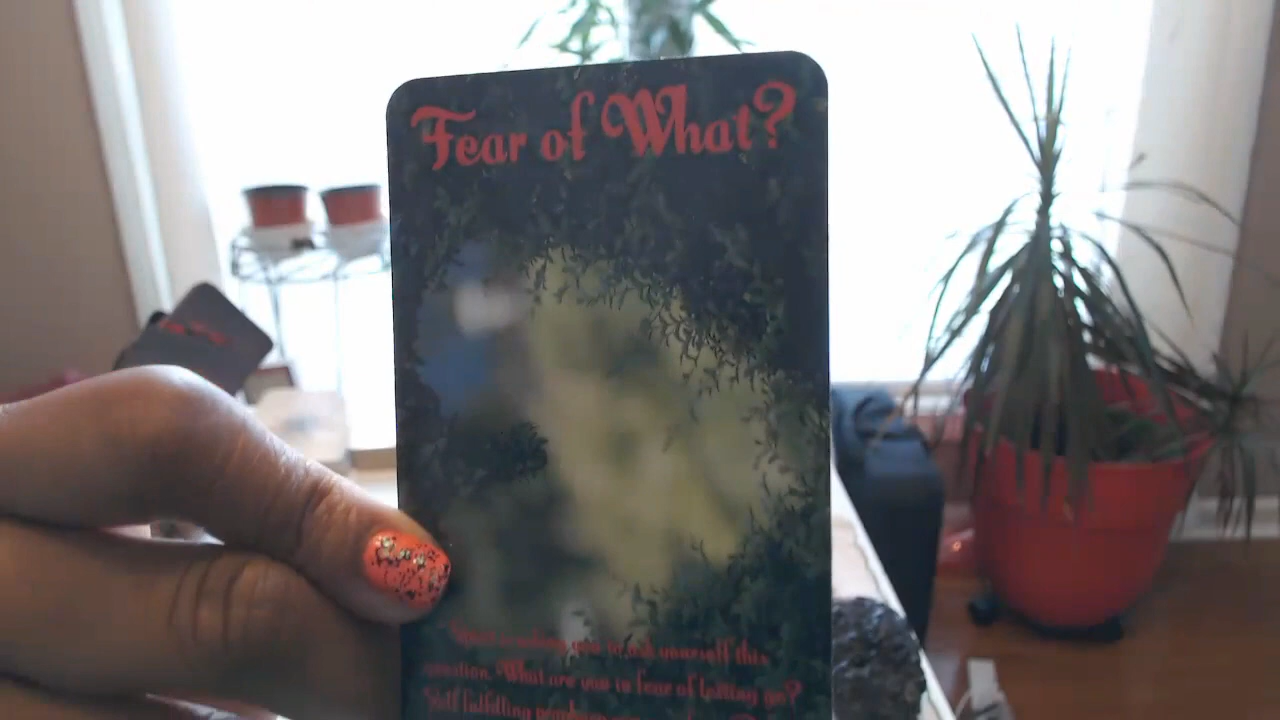 Fear of What?
Spirit is asking you to ask yourself this
question. What are you in fear of letting go?
Self fulfilling